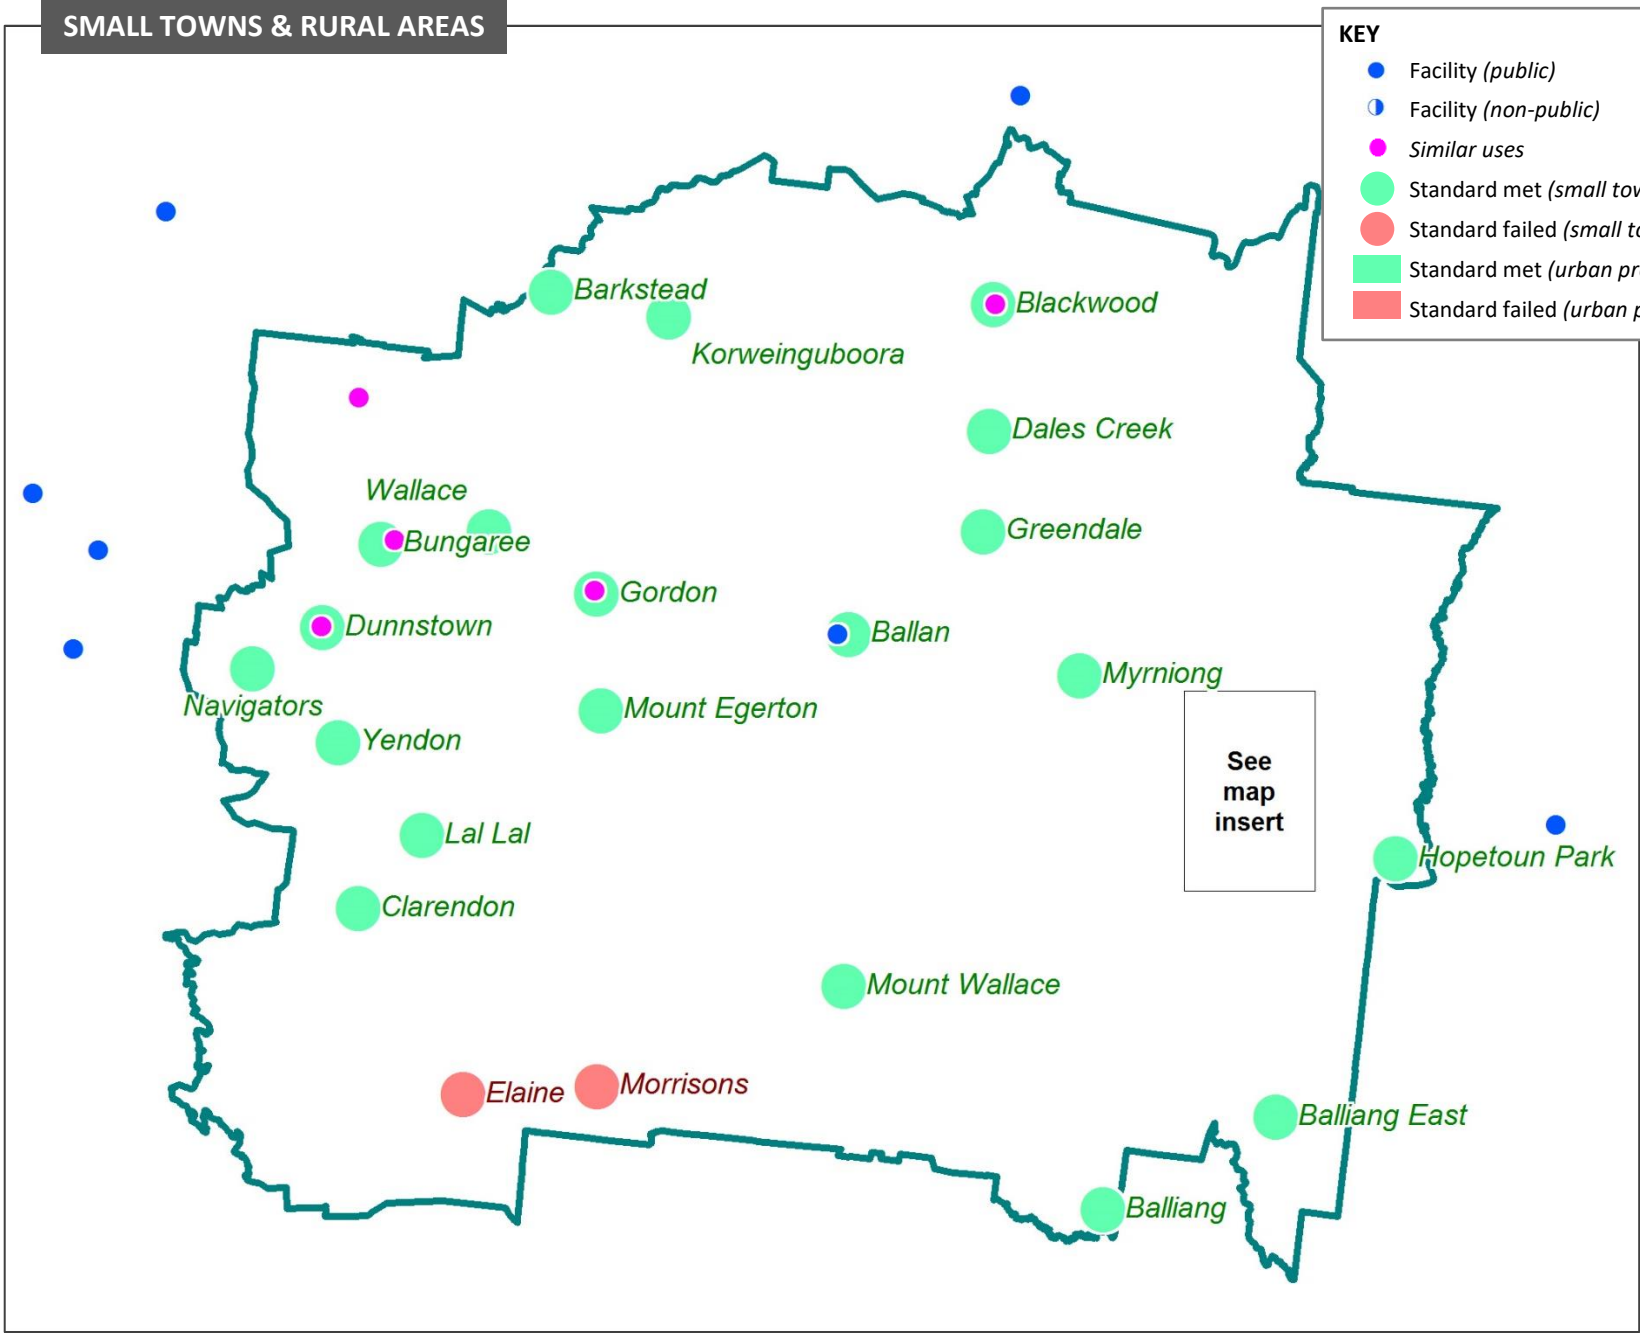 SMALL TOWNS & RURAL AREAS
KEY
Facility (public)
Facility (non-public)
Similar uses
Standard met (small
Standard failed (small
Standard met (urban
Standard failed (urban
Barkstead
Korweinguboora
Blackwood
Dales Creek
Wallace
Bungaree
Greendale
Gordon
Dunnstown
Ballan
Myrniong
Navigators
Mount Egerton
Yendon
See
map
insert
Lal Lal
Hopetoun Park
Clarendon
Mount Wallace
Elaine
Morrisons
Balliang East
Balliang